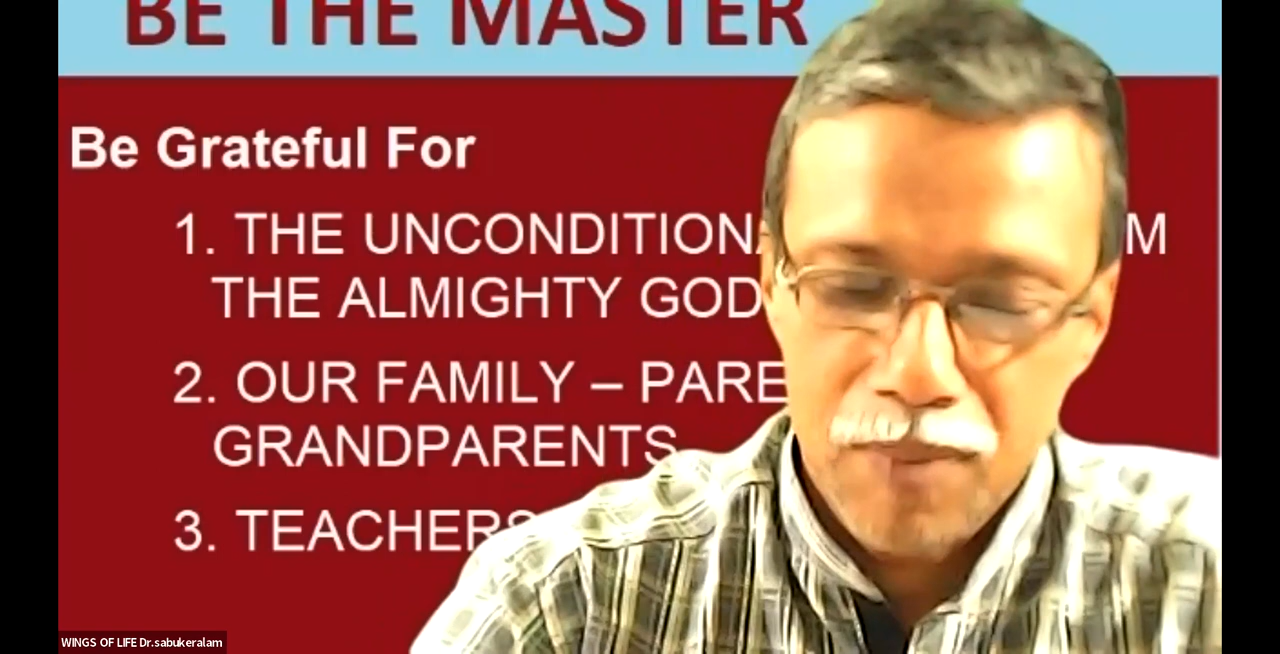 BE THE MASTER
Be Grateful For
1. THE UNCONDITIONA M
THE ALMIGHTY GOD
2. OUR FAMILY – PARE
GRANDPARENTS
3. TEACHERS
WINGS OF LIFE Dr.sabukeralam